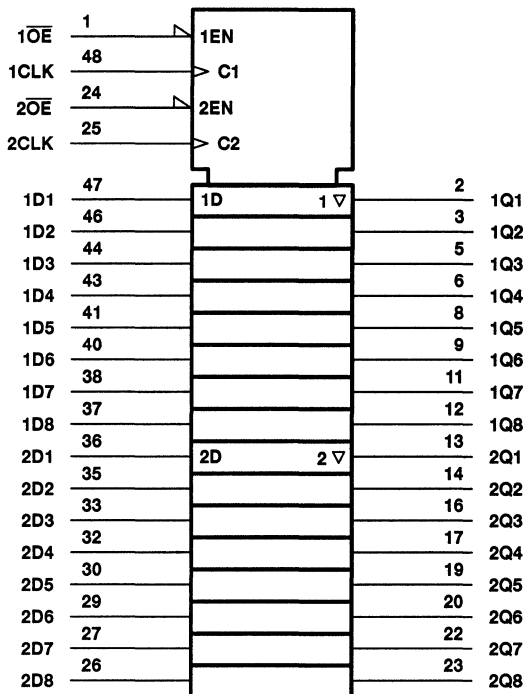 1O̅E̅ 1 1EN
1CLK 48 C1
2O̅E̅ 24 2EN
2CLK 25 C2
1D1 47 1D 1 ▽ 2 1Q1
1D2 46 3 1Q2
1D3 44 5 1Q3
1D4 43 6 1Q4
1D5 41 8 1Q5
1D6 40 9 1Q6
1D7 38 11 1Q7
1D8 37 12 1Q8
2D1 36 2D 2 ▽ 13 2Q1
2D2 35 14 2Q2
2D3 33 16 2Q3
2D4 32 17 2Q4
2D5 30 19 2Q5
2D6 29 20 2Q6
2D7 27 22 2Q7
2D8 26 23 2Q8